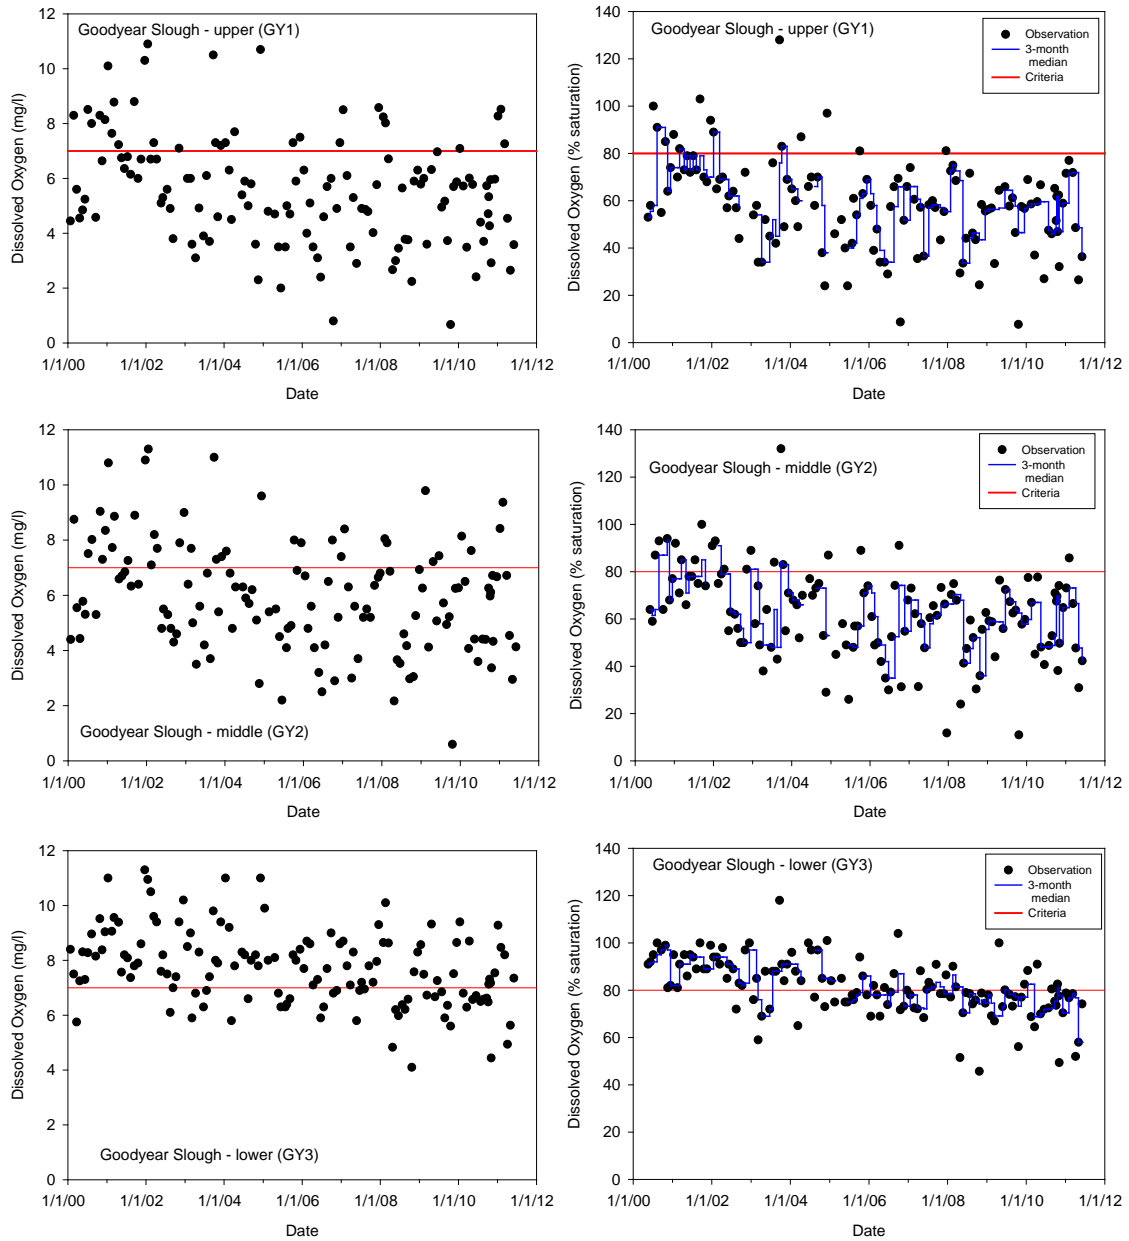 Goodyear Slough - upper (GY1)
Dissolved Oxygen (mg/l)
12
10
8
6
4
2
0
1/1/00 1/1/02 1/1/04 1/1/06 1/1/08 1/1/10 1/1/12
Date
Goodyear Slough - upper (GY1)
Observation
3-month
median
Criteria
Dissolved Oxygen (% saturation)
140
120
100
80
60
40
20
0
1/1/00 1/1/02 1/1/04 1/1/06 1/1/08 1/1/10 1/1/12
Date
Dissolved Oxygen (mg/l)
12
10
8
6
4
2
0
Goodyear Slough - middle (GY2)
1/1/00 1/1/02 1/1/04 1/1/06 1/1/08 1/1/10 1/1/12
Date
Goodyear Slough - middle (GY2)
Observation
3-month
median
Criteria
Dissolved Oxygen (% saturation)
140
120
100
80
60
40
20
0
1/1/00 1/1/02 1/1/04 1/1/06 1/1/08 1/1/10 1/1/12
Date
Dissolved Oxygen (mg/l)
12
10
8
6
4
2
0
Goodyear Slough - lower (GY3)
1/1/00 1/1/02 1/1/04 1/1/06 1/1/08 1/1/10 1/1/12
Date
Goodyear Slough - lower (GY3)
Observation
3-month
median
Criteria
Dissolved Oxygen (% saturation)
140
120
100
80
60
40
20
0
1/1/00 1/1/02 1/1/04 1/1/06 1/1/08 1/1/10 1/1/12
Date